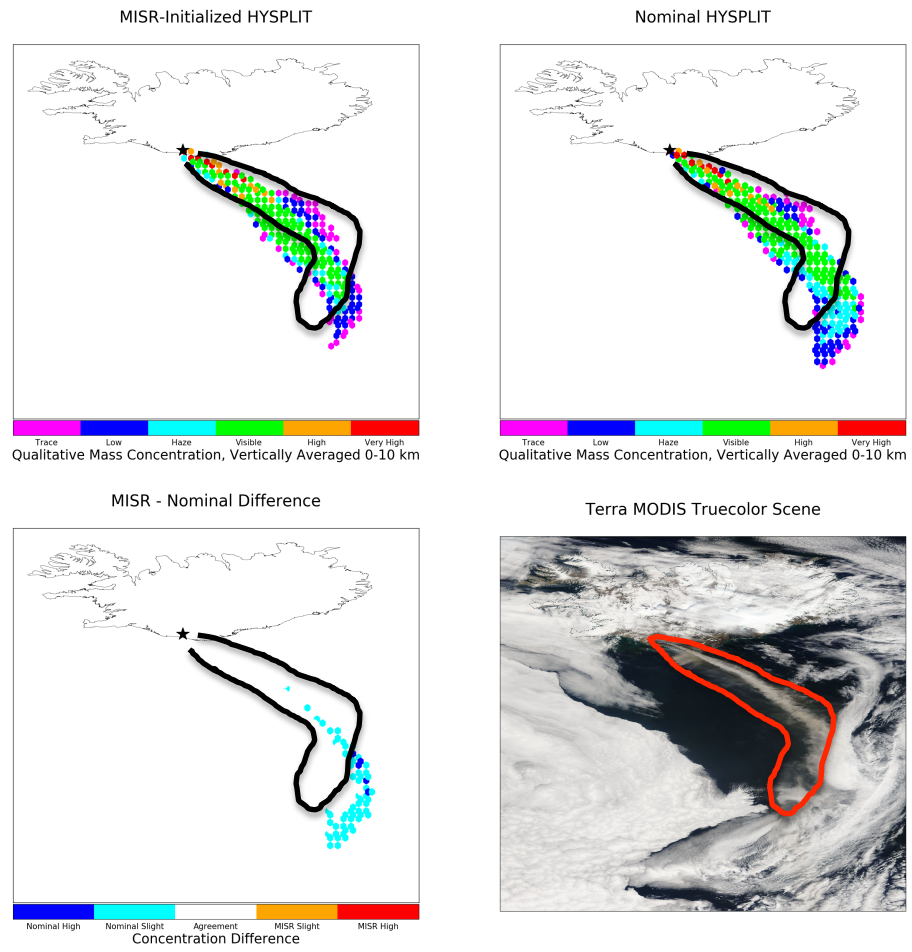 MISR-Initialized HYSPLIT
Nominal HYSPLIT
Trace Low Haze Visible High Very High
Qualitative Mass Concentration, Vertically Averaged 0-10 km
Trace Low Haze Visible High Very High
Qualitative Mass Concentration, Vertically Averaged 0-10 km
MISR - Nominal Difference
Terra MODIS Truecolor Scene
Nominal High Nominal Slight Agreement MISR Slight MISR High
Concentration Difference